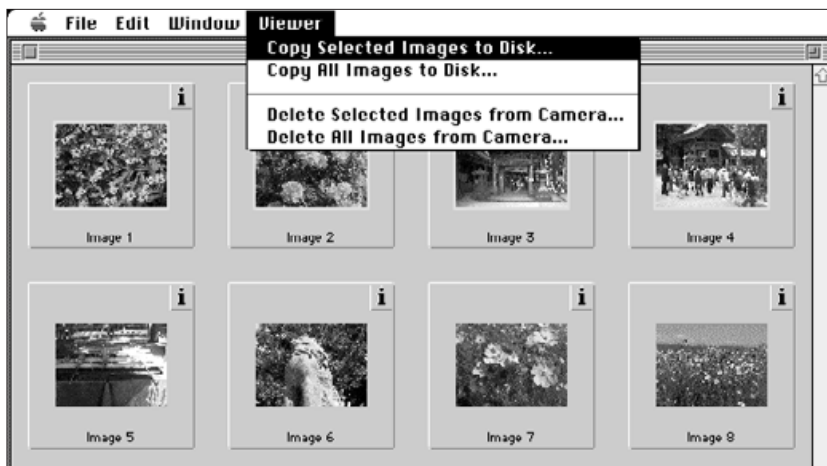 File Edit Window Viewer
Copy Selected Images to Disk...
Copy All Images to Disk...
Delete Selected Images from Camera...
Delete All Images from Camera...
i i
Image 1 Image 2 Image 3 Image 4
i i i i
Image 5 Image 6 Image 7 Image 8